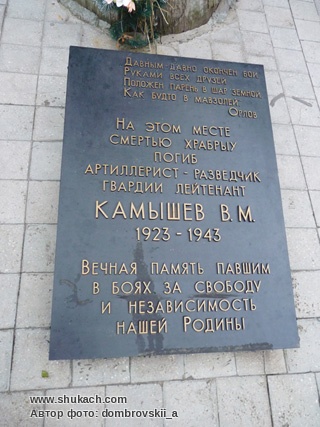 Давным-давно окончен бой
Руками всех друзей
Положен парень в шар земной
Как будто в мавзолей.
Орлов
На этом месте
смертью храбрыу
погиб
артиллерист-разведчик
гвардии лейтенант
КАМЫШЕВ В.М.
1923-1943
Вечная память павшим
в боях за свободу
и независимость
нашей Родины
www.shukach.com
Автор фото: dombrovskii_a